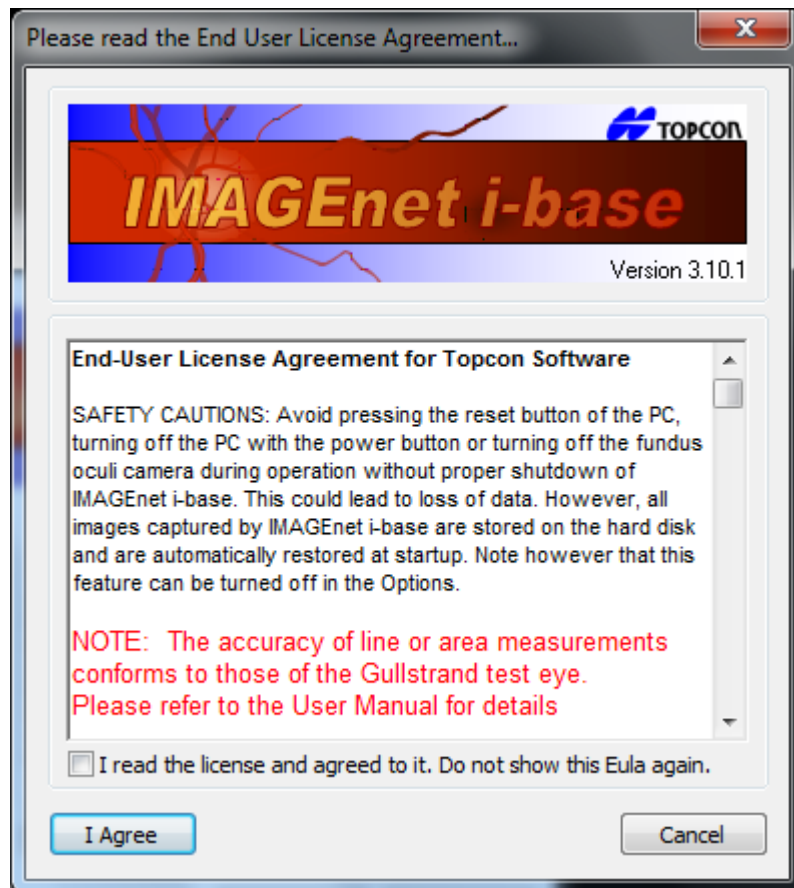 Please read the End User License Agreement...
TOPCON
IMAGEnet i-base
Version 3.10.1
End-User License Agreement for Topcon Software
SAFETY CAUTIONS: Avoid pressing the reset button of the PC,
turning off the PC with the power button or turning off the fundus
oculi camera during operation without proper shutdown of
IMAGEnet i-base. This could lead to loss of data. However, all
images captured by IMAGEnet i-base are stored on the hard disk
and are automatically restored at startup. Note however that this
feature can be turned off in the Options.
NOTE:  The accuracy of line or area measurements
conforms to those of the Gullstrand test eye.
Please refer to the User Manual for details
I read the license and agreed to it. Do not show this Eula again.
I Agree
Cancel